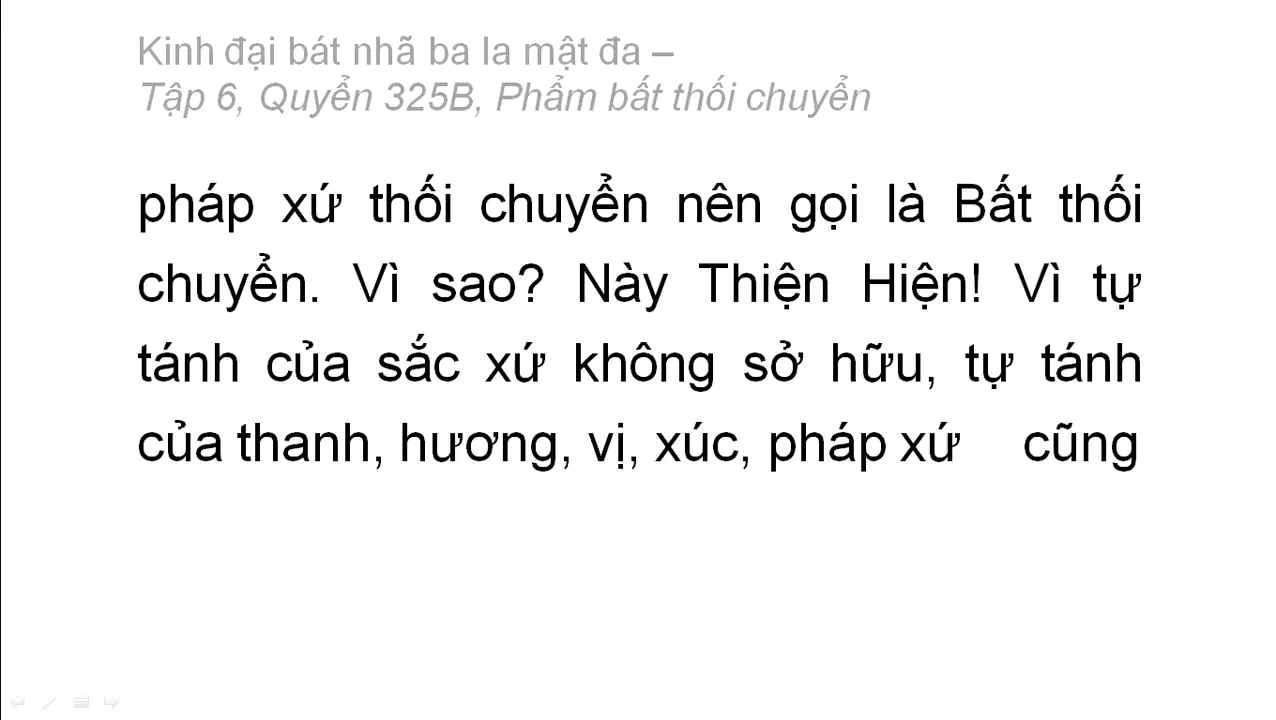 Kinh đại bát nhã ba la mật đa –
Tập 6, Quyển 325B, Phẩm bất thối chuyển
pháp xứ thối chuyển nên gọi là Bất thối
chuyển. Vì sao? Này Thiện Hiện! Vì tự
tánh của sắc xứ không sở hữu, tự tánh
của thanh, hương, vị, xúc, pháp xứ cũng